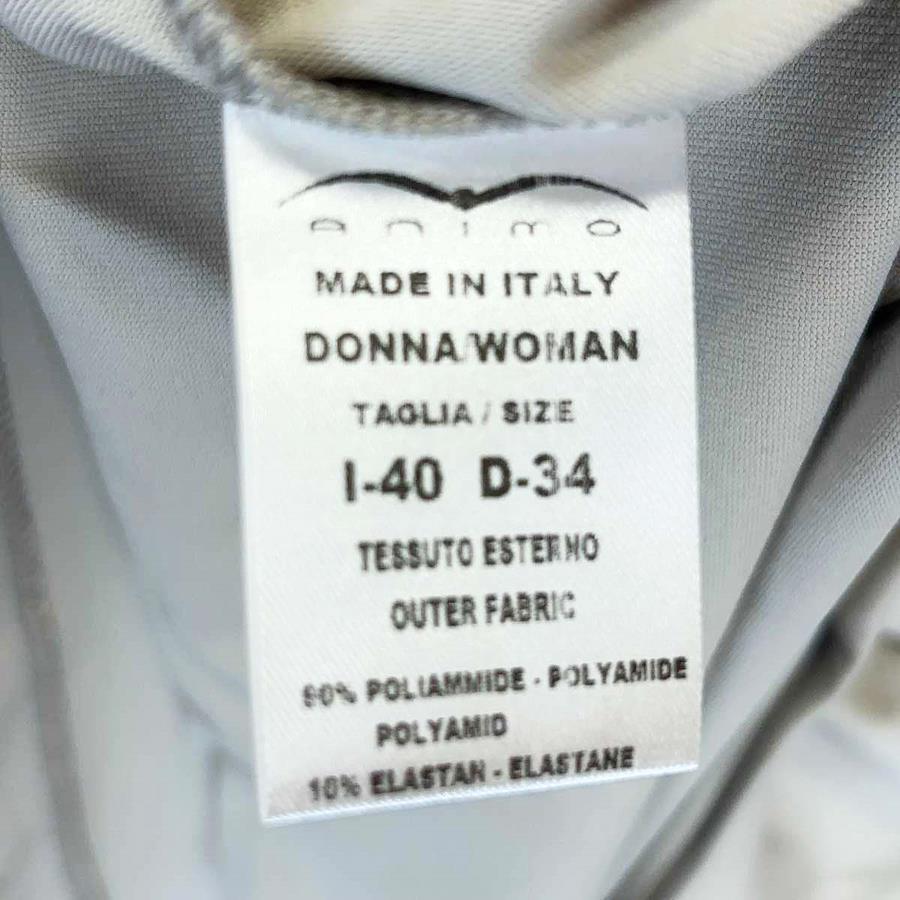 animo
MADE IN ITALY
DONNA/WOMAN
TAGLIA / SIZE
I-40 D-34
TESSUTO ESTERNO
OUTER FABRIC
90% POLIAMMIDE - POLYAMIDE
POLYAMID
10% ELASTAN - ELASTANE